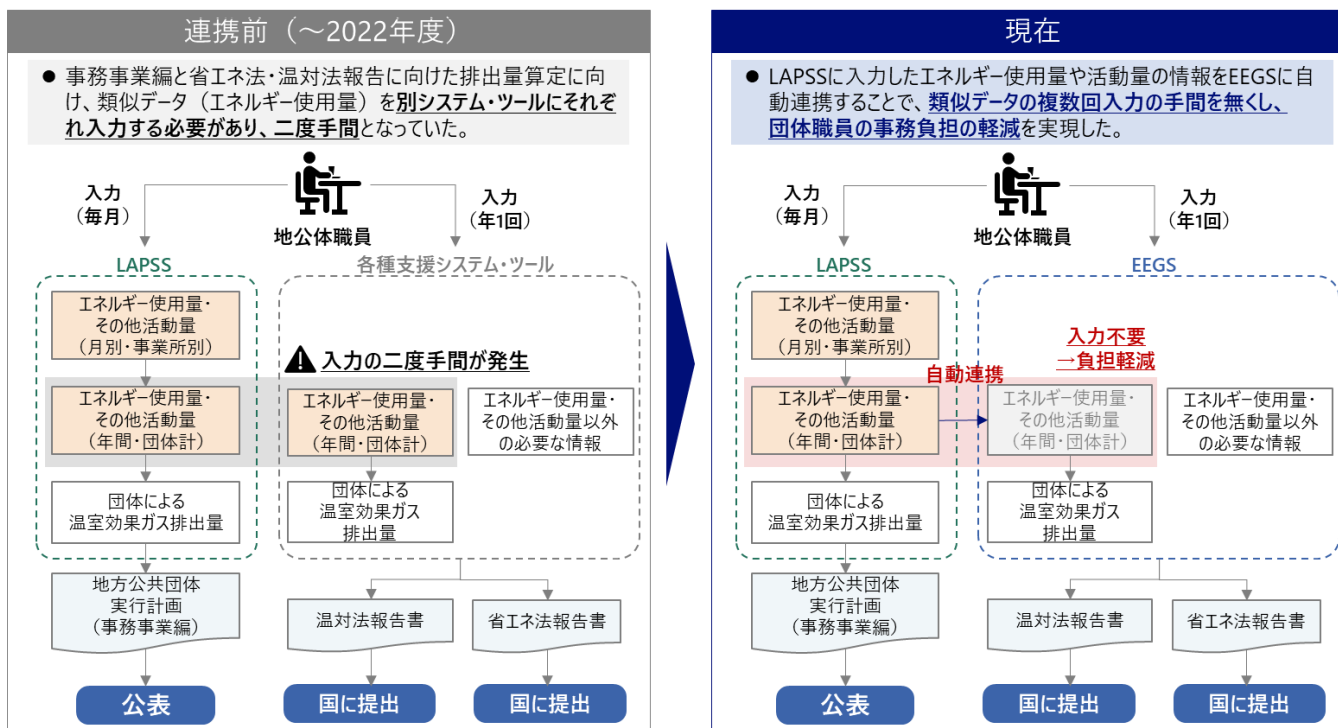 連携前（～2022年度）
● 事務事業編と省エネ法・温対法報告に向けた排出量算定に向
け、類似データ（エネルギー使用量）を別システム・ツールにそれぞ
れ入力する必要があり、二度手間となっていた。
入力
（毎月）
入力
（年1回）
地公体職員
LAPSS
各種支援システム・ツール
エネルギー使用量・
その他活動量
（月別・事業所別）
入力の二度手間が発生
エネルギー使用量・
その他活動量
（年間・団体計）
エネルギー使用量・
その他活動量
（年間・団体計）
エネルギー使用量・
その他活動量以外
の必要な情報
団体による
温室効果ガス排出量
団体による
温室効果ガス
排出量
地方公共団体
実行計画
（事務事業編）
温対法報告書
省エネ法報告書
公表
国に提出
国に提出
現在
● LAPSSに入力したエネルギー使用量や活動量の情報をEEGSに自
動連携することで、類似データの複数回入力の手間を無くし、
団体職員の事務負担の軽減を実現した。
入力
（毎月）
入力
（年1回）
地公体職員
LAPSS
EEGS
エネルギー使用量・
その他活動量
（月別・事業所別）
入力不要
→負担軽減
自動連携
エネルギー使用量・
その他活動量
（年間・団体計）
エネルギー使用量・
その他活動量
（年間・団体計）
エネルギー使用量・
その他活動量以外
の必要な情報
団体による
温室効果ガス排出量
団体による
温室効果ガス
排出量
地方公共団体
実行計画
（事務事業編）
温対法報告書
省エネ法報告書
公表
国に提出
国に提出